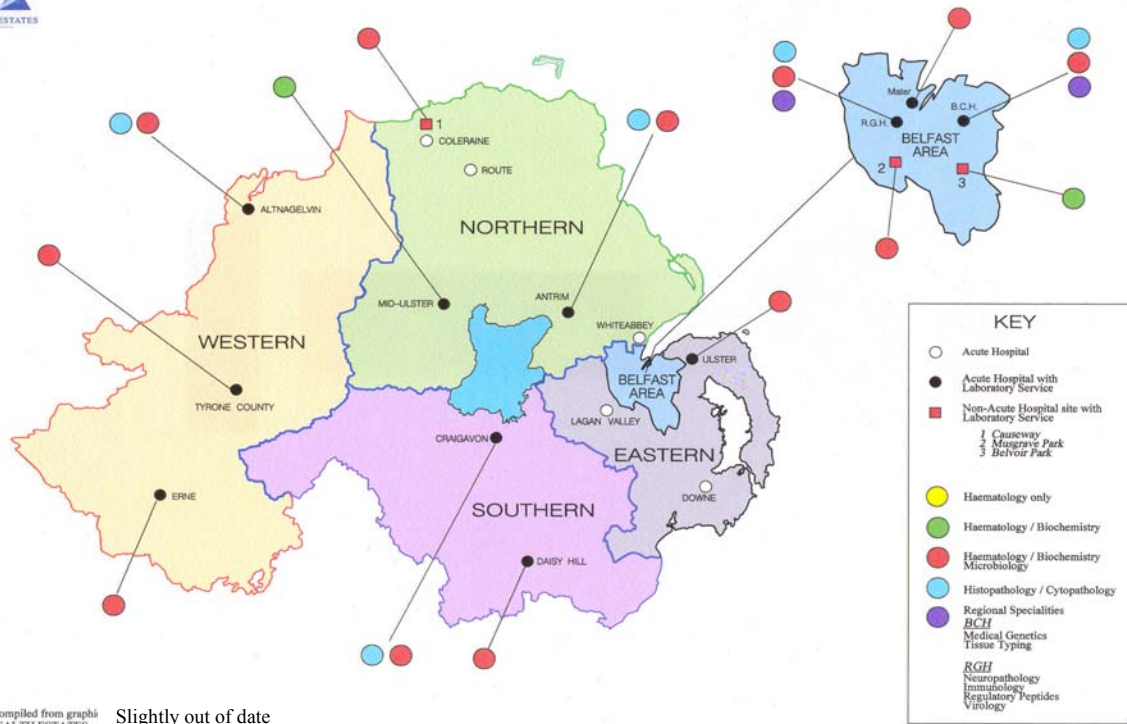 ESTATES
1
COLERAINE
ROUTE
NORTHERN
ALTNAGELVIN
MID-ULSTER
ANTRIM
WHITEABBEY
WESTERN
TYRONE COUNTY
ERNE
BELFAST
AREA
ULSTER
LAGAN VALLEY
EASTERN
DOWNE
CRAIGAVON
SOUTHERN
DAISY HILL
Mater
R.G.H.
B.C.H.
BELFAST
AREA
2
3
KEY
Acute Hospital
Acute Hospital with
Laboratory Service
Non-Acute Hospital site with
Laboratory Service
1 Causeway
2 Musgrave Park
3 Belvoir Park
Haematology only
Haematology / Biochemistry
Haematology / Biochemistry
Microbiology
Histopathology / Cytopathology
Regional Specialities
BCH
Medical Genetics
Tissue Typing
RGH
Neuropathology
Immunology
Regulatory Peptides
Virology
Slightly out of date